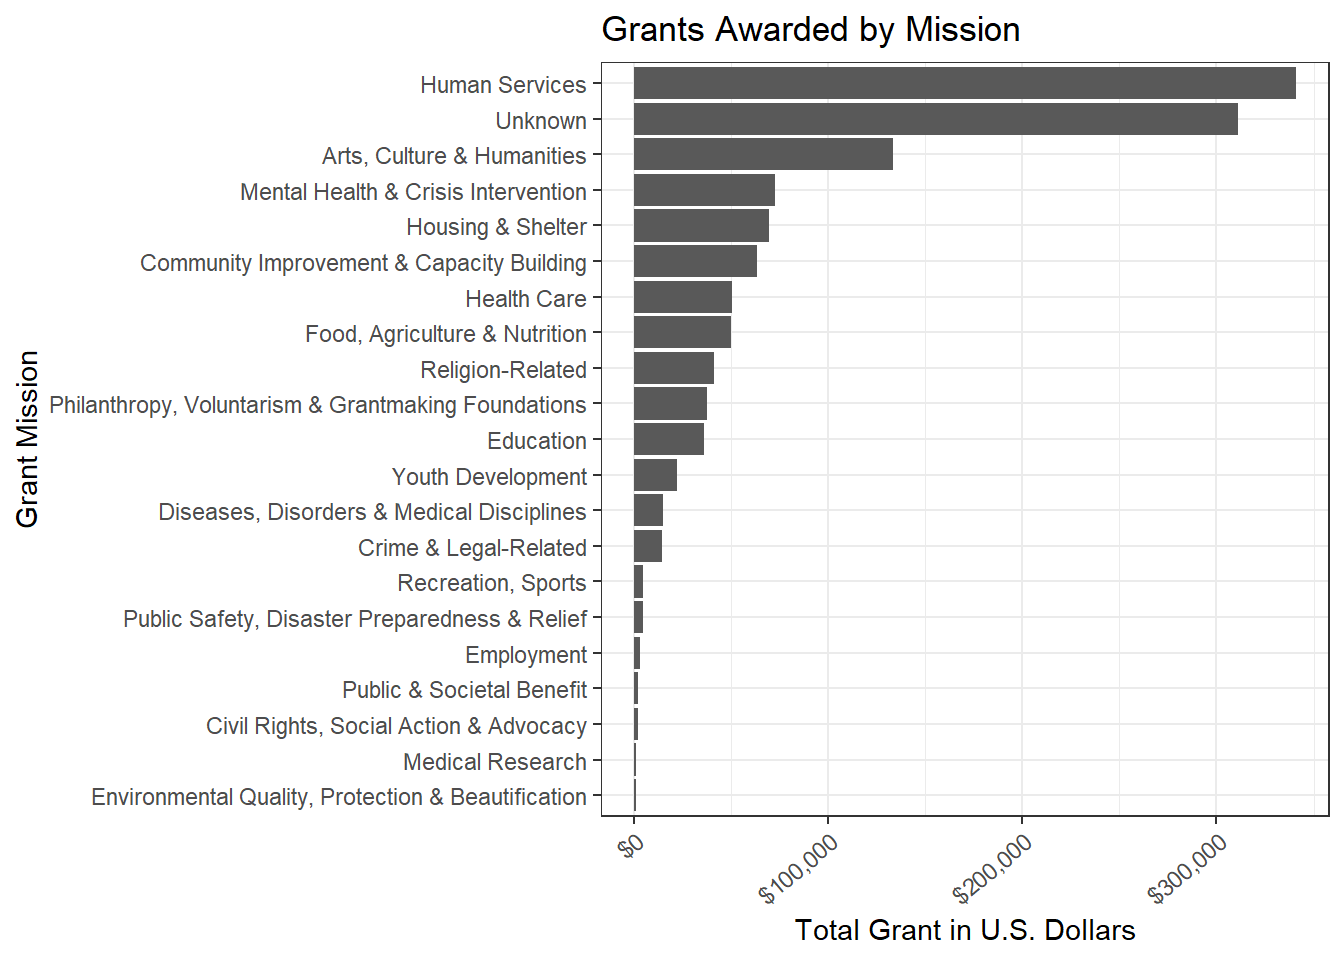 Grants Awarded by Mission
Human Services
Unknown
Arts, Culture & Humanities
Mental Health & Crisis Intervention
Housing & Shelter
Community Improvement & Capacity Building
Health Care
Food, Agriculture & Nutrition
Religion-Related
Philanthropy, Voluntarism & Grantmaking Foundations
Education
Youth Development
Diseases, Disorders & Medical Disciplines
Crime & Legal-Related
Recreation, Sports
Public Safety, Disaster Preparedness & Relief
Employment
Public & Societal Benefit
Civil Rights, Social Action & Advocacy
Medical Research
Environmental Quality, Protection & Beautification
Grant Mission
$0
$100,000
$200,000
$300,000
Total Grant in U.S. Dollars